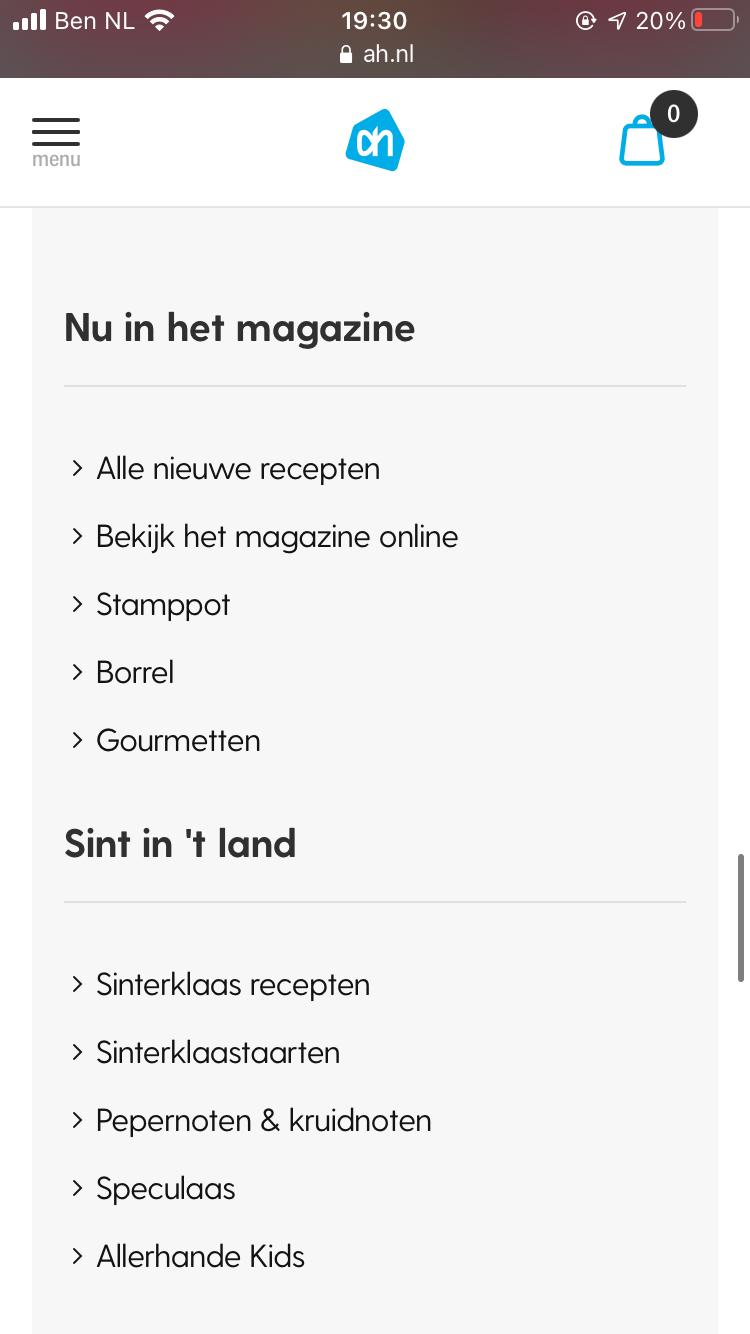 Ben NL 19:30 20%
ah.nl
0
menu
ah
Nu in het magazine
Alle nieuwe recepten
Bekijk het magazine online
Stamppot
Borrel
Gourmetten
Sint in 't land
Sinterklaas recepten
Sinterklaastaarten
Pepernoten & kruidnoten
Speculaas
Allerhande Kids